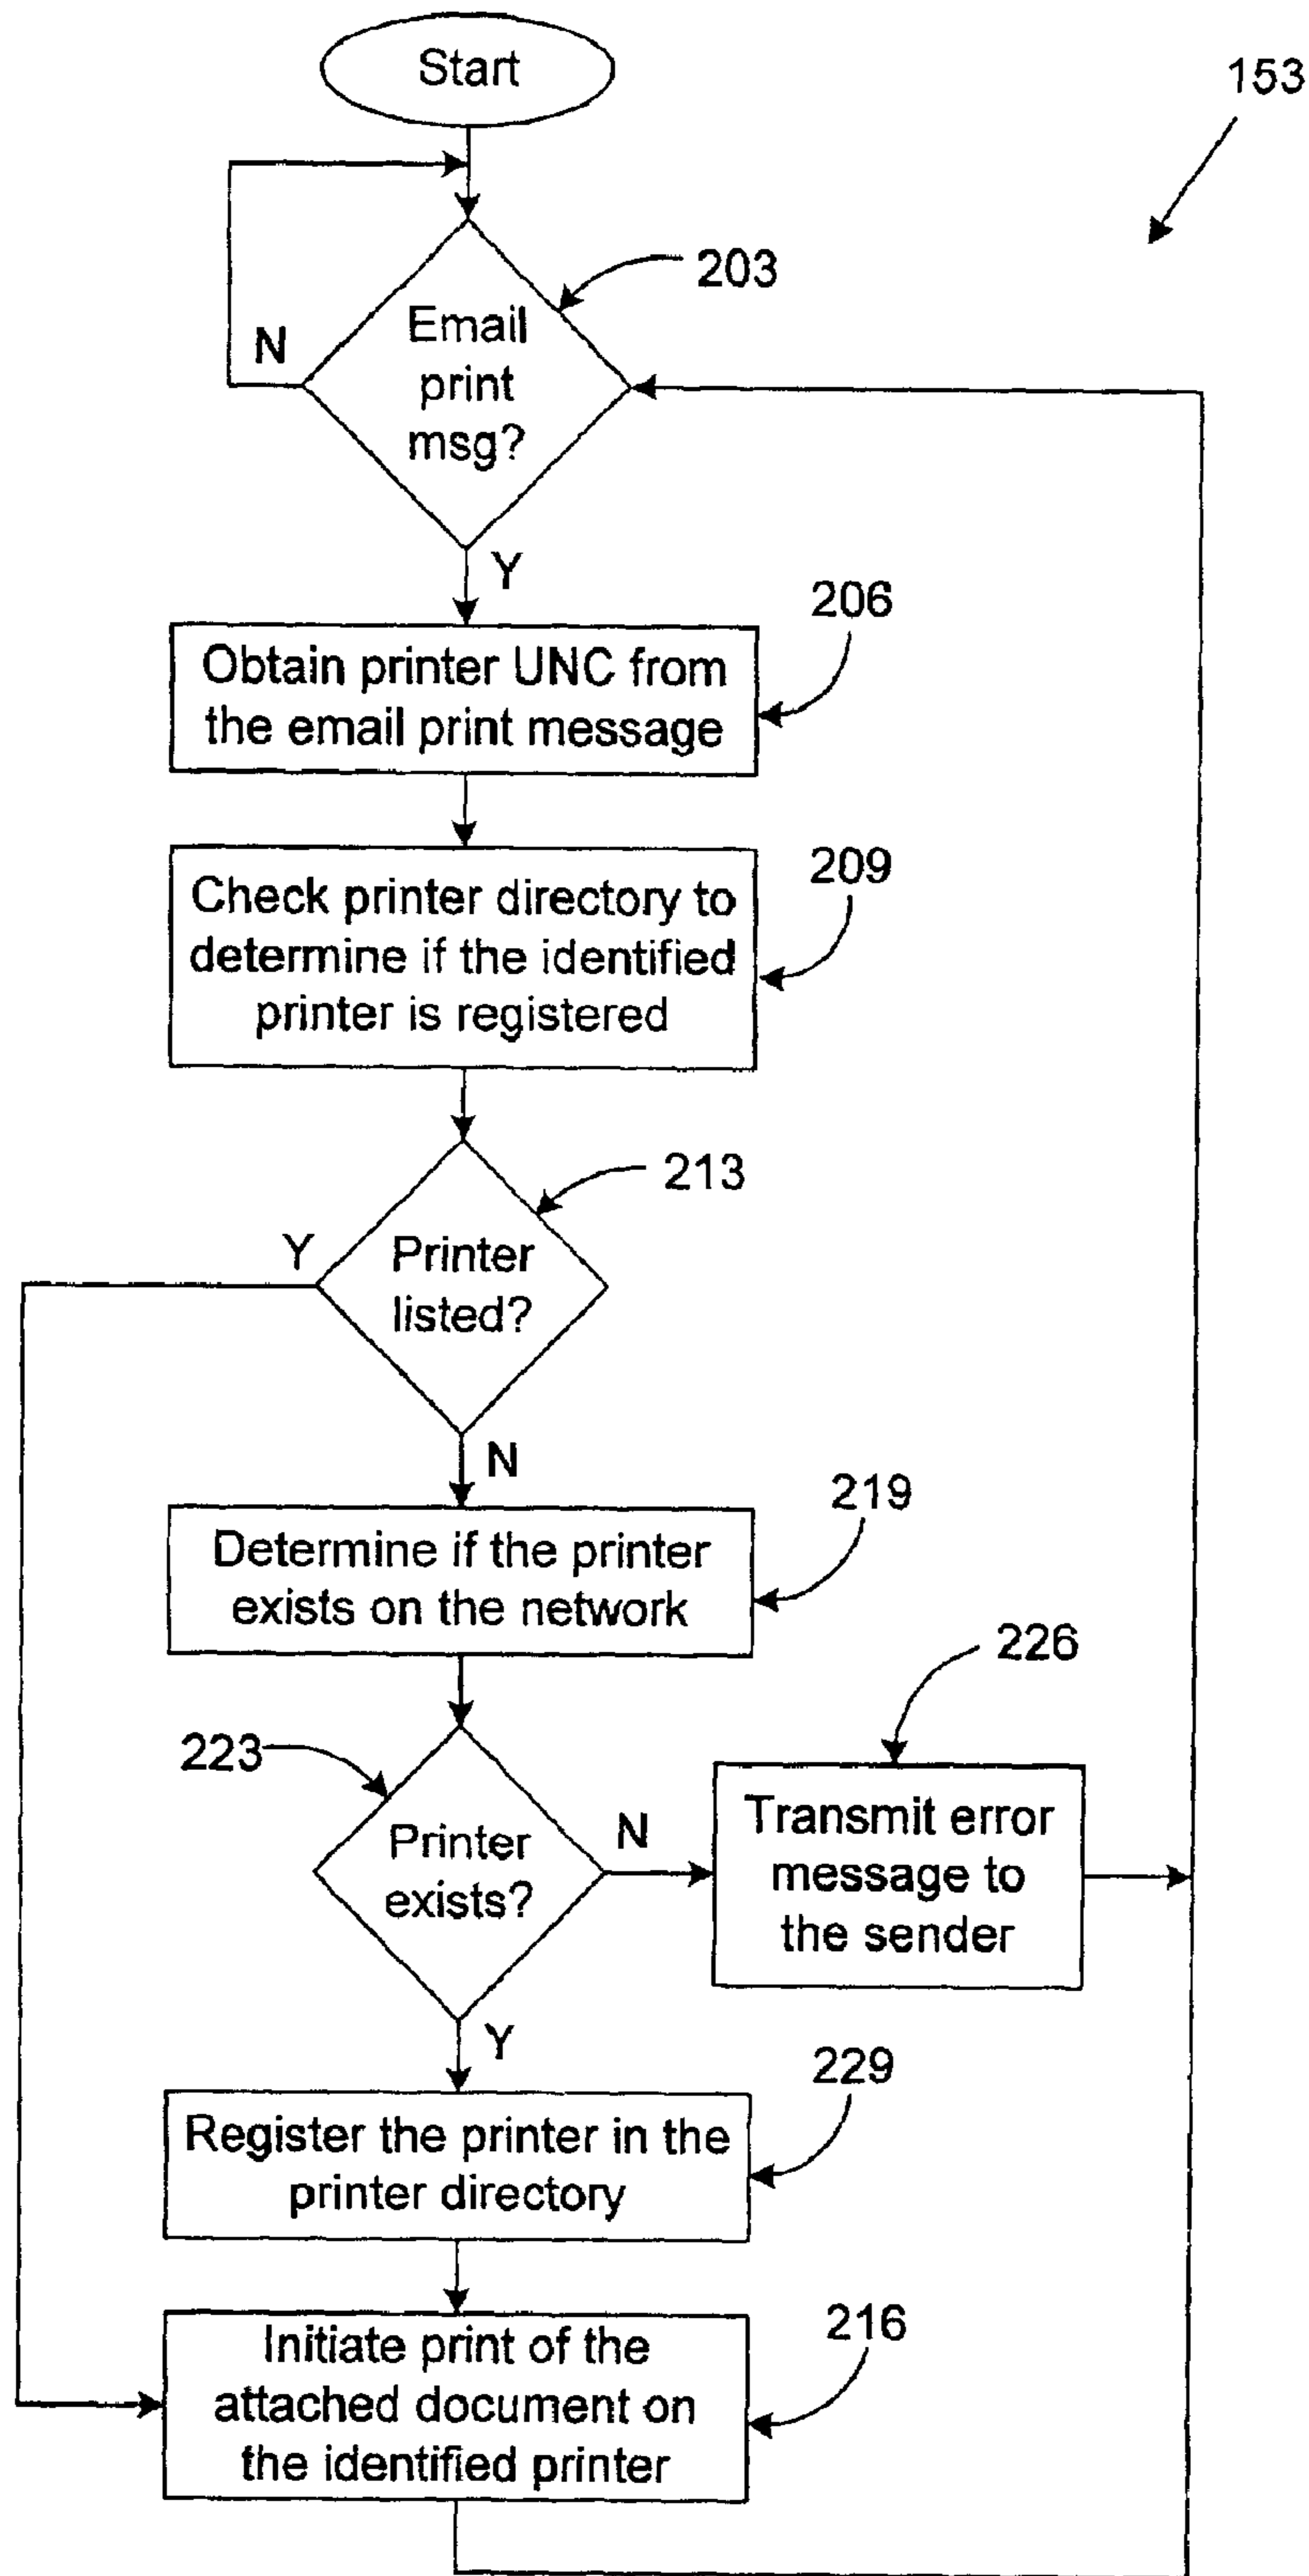 Start
153
203
Email
print
msg?
N
Y
206
Obtain printer UNC from
the email print message
209
Check printer directory to
determine if the identified
printer is registered
213
Y
Printer
listed?
N
219
Determine if the printer
exists on the network
226
223
Printer
exists?
N
Transmit error
message to
the sender
Y
229
Register the printer in the
printer directory
216
Initiate print of the
attached document on
the identified printer